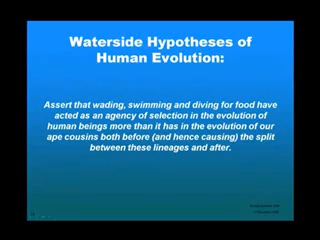 Waterside Hypotheses of
Human Evolution:
Assert that wading, swimming and diving for food have
acted as an agency of selection in the evolution of
human beings more than it has in the evolution of our
ape cousins both before (and hence causing) the split
between these lineages and after.